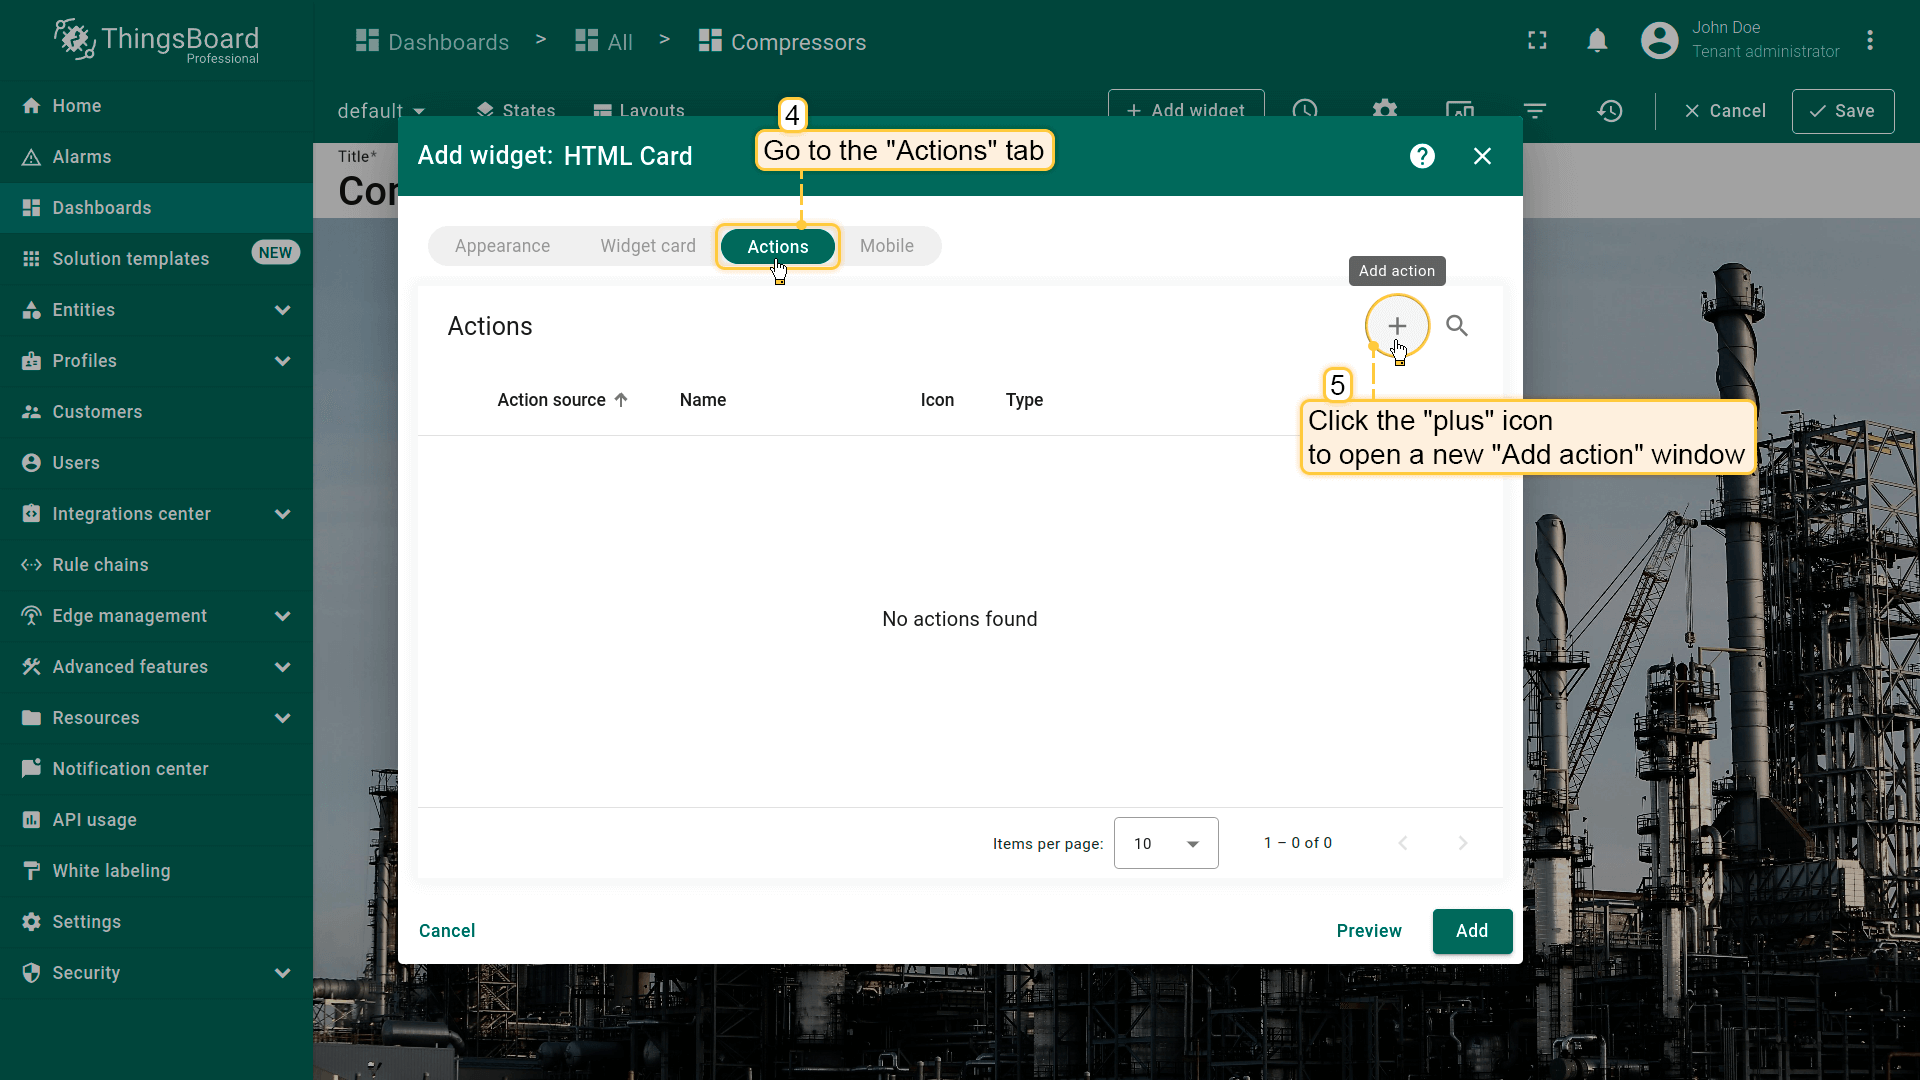 ThingsBoard
Professional
Dashboards > All > Compressors
John Doe
Tenant administrator
Home
Alarms
Dashboards
Solution templates NEW
Entities
Profiles
Customers
Users
Integrations center
Rule chains
Edge management
Advanced features
Resources
Notification center
API usage
White labeling
Settings
Security
default States Layouts + Add widget Cancel Save
Title*
Add widget: HTML Card
4
Go to the "Actions" tab
Appearance Widget card Actions Mobile
Add action
Actions
Action source Name Icon Type
5
Click the "plus" icon
to open a new "Add action" window
No actions found
Items per page: 10 1 – 0 of 0
Cancel Preview Add